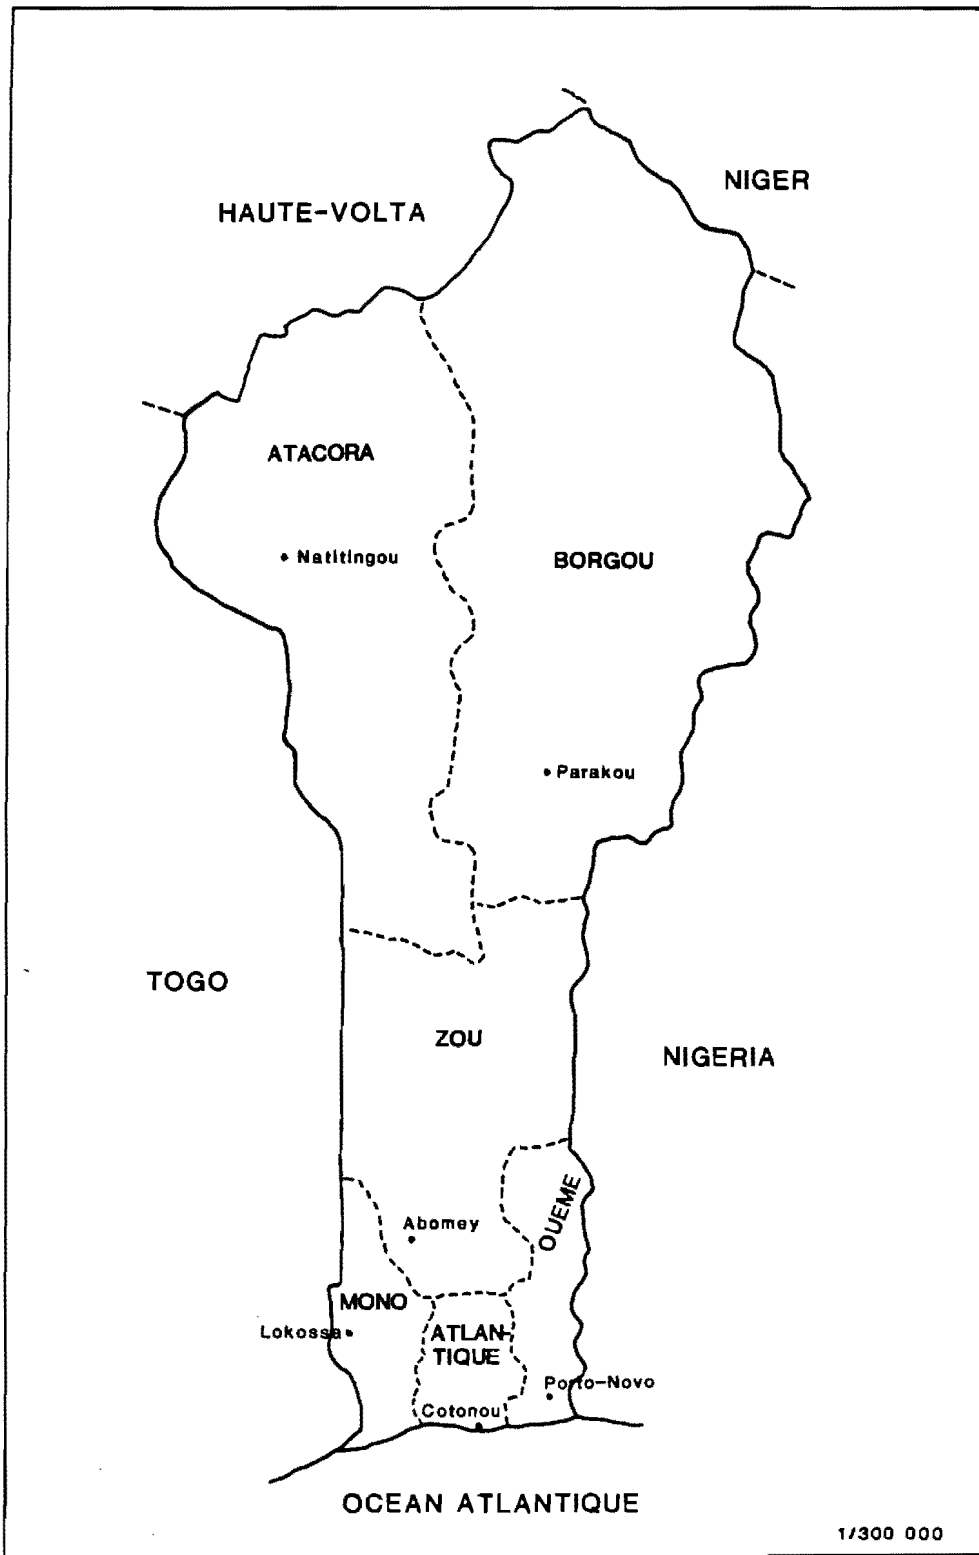 NIGER
HAUTE-VOLTA
ATACORA
Natitingou
BORGOU
Parakou
TOGO
ZOU
NIGERIA
OUEME
Abomey
MONO
Lokossa
ATLAN-
TIQUE
Porto-Novo
Cotonou
OCEAN ATLANTIQUE
1/300 000